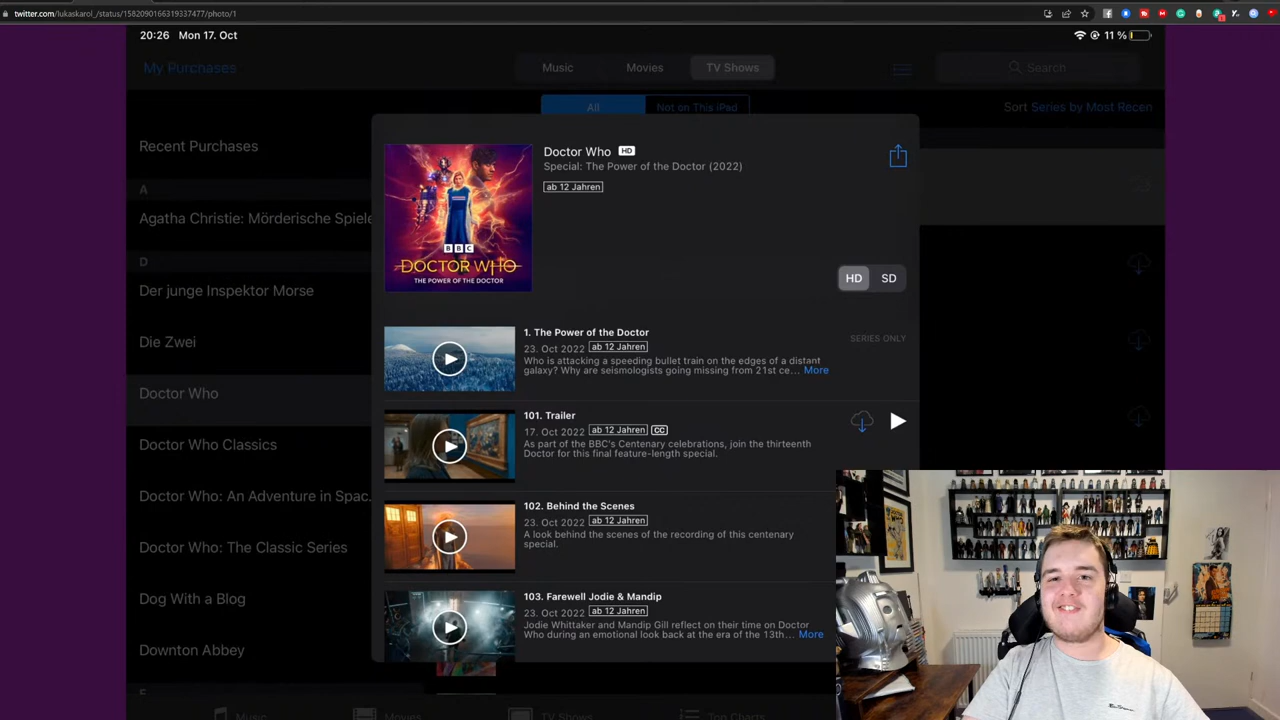 twitter.com/lukaskarol_/status/1582090166319337477/photo/1
20:26 Mon 17. Oct
11 %
My Purchases
Music
Movies
TV Shows
Search
All
Not on This iPad
Sort Series by Most Recen
Recent Purchases
A
Agatha Christie: Mörderische Spiele
D
Der junge Inspektor Morse
Die Zwei
Doctor Who
Doctor Who Classics
Doctor Who: An Adventure in Spac.
Doctor Who: The Classic Series
Dog With a Blog
Downton Abbey
BBC
DOCTOR WHO
THE POWER OF THE DOCTOR
Doctor Who HD
Special: The Power of the Doctor (2022)
ab 12 Jahren
HD
SD
1. The Power of the Doctor
23. Oct 2022 ab 12 Jahren
SERIES ONLY
Who is attacking a speeding bullet train on the edges of a distant
galaxy? Why are seismologists going missing from 21st ce... More
101. Trailer
17. Oct 2022 ab 12 Jahren CC
As part of the BBC's Centenary celebrations, join the thirteenth
Doctor for this final feature-length special.
102. Behind the Scenes
23. Oct 2022 ab 12 Jahren
A look behind the scenes of the recording of this centenary
special.
103. Farewell Jodie & Mandip
23. Oct 2022 ab 12 Jahren
Jodie Whittaker and Mandip Gill reflect on their time on Doctor
Who during an emotional look back at the era of the 13th... More
Music
Movies
TV Shows
Top Charts